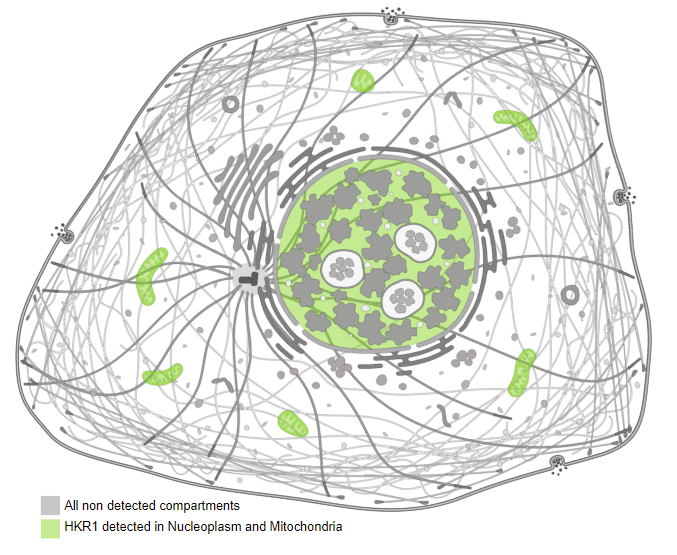 All non detected compartments
HKR1 detected in Nucleoplasm and Mitochondria